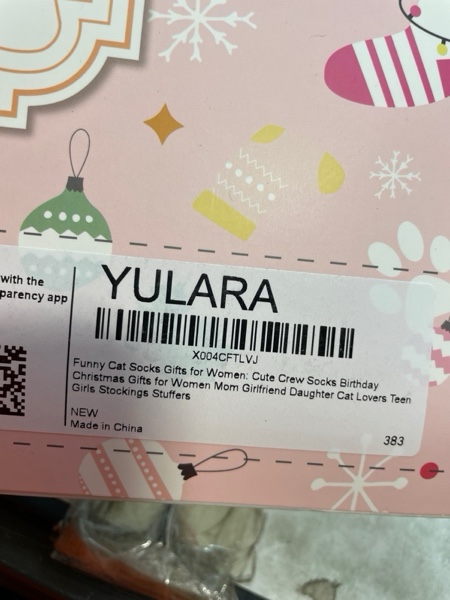 with the
parency app
YULARA
X004CFTLVJ
Funny Cat Socks Gifts for Women: Cute Crew Socks Birthday
Christmas Gifts for Women Mom Girlfriend Daughter Cat Lovers Teen
Girls Stockings Stuffers
NEW
Made in China
383